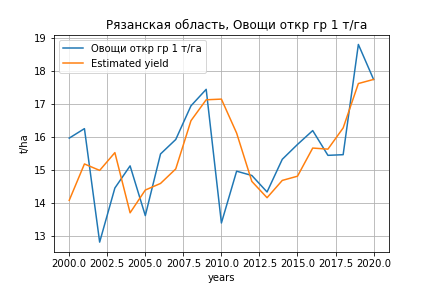 Рязанская область, Овощи откр гр 1 т/га
Овощи откр гр 1 т/га
Estimated yield
t/ha
19
18
17
16
15
14
13
2000.0 2002.5 2005.0 2007.5 2010.0 2012.5 2015.0 2017.5 2020.0
years